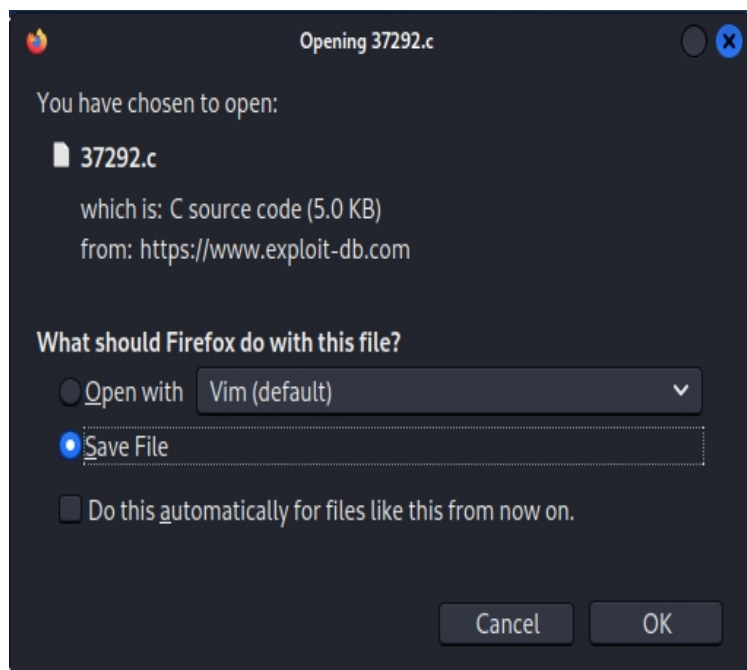 Opening 37292.c
You have chosen to open:
37292.c
which is: C source code (5.0 KB)
from: https://www.exploit-db.com
What should Firefox do with this file?
Open with Vim (default)
Save File
Do this automatically for files like this from now on.
Cancel OK